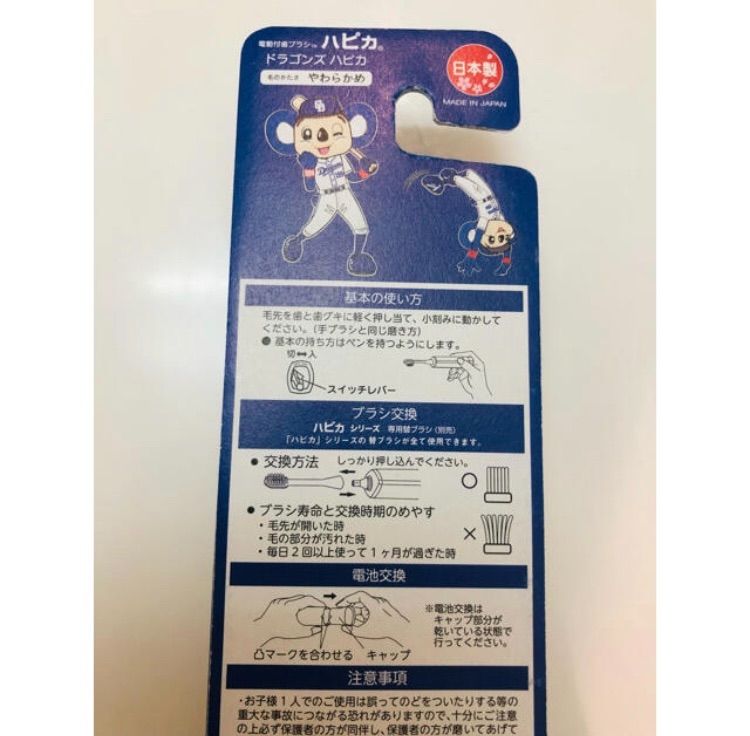 電動付歯ブラシ™ ハピカ®
ドラゴンズ ハピカ
毛のかたさ やわらかめ
日本製
MADE IN JAPAN
CD
Dragons
基本の使い方
毛先を歯と歯グキに軽く押し当て、小刻みに動かして
ください。（手ブラシと同じ磨き方）
● 基本の持ち方はペンを持つようにします。
切⇔入
スイッチレバー
ブラシ交換
ハピカ シリーズ 専用替ブラシ（別売）
「ハピカ」シリーズの 替ブラシが全て使用できます。
● 交換方法 しっかり押し込んでください。
○
● ブラシ寿命と交換時期のめやす
・毛先が開いた時
・毛の部分が汚れた時
・毎日2回以上使って1ヶ月が過ぎた時
×
電池交換
※電池交換は
キャップ部分が
乾いている状態で
行ってください。
凸マークを合わせる キャップ
注意事項
・お子様1人でのご使用は誤ってのどをついたりする等の
重大な事故につながる恐れがありますので、十分にご注意
の上必ず保護者の方が同伴し、保護者の方が磨いてあげて